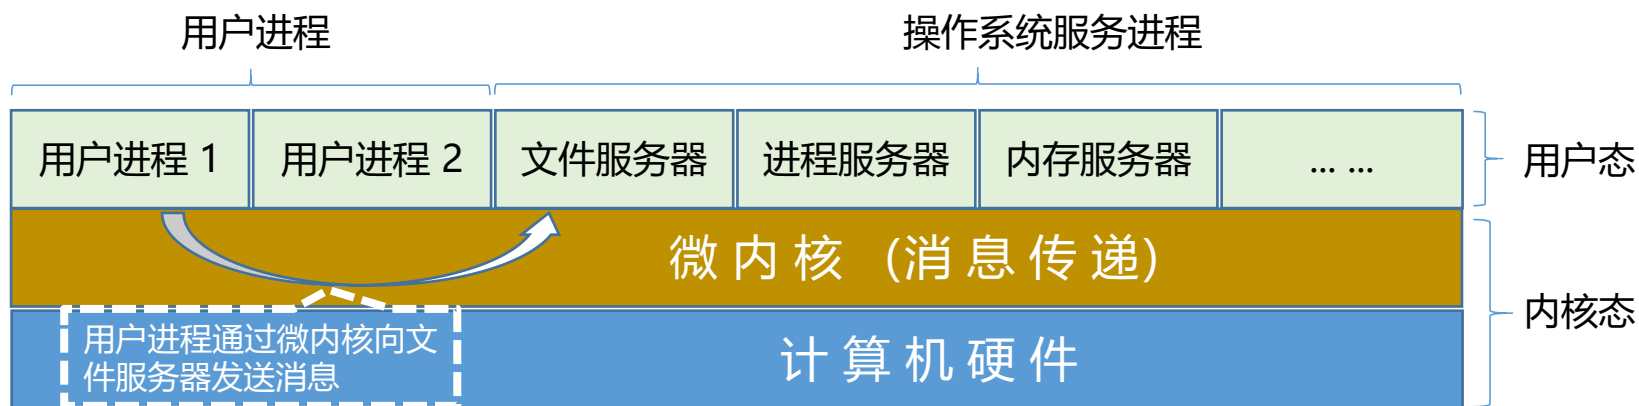 用户进程
操作系统服务进程
用户进程 1
用户进程 2
文件服务器
进程服务器
内存服务器
... ...
用户态
微 内 核 (消 息 传 递)
内核态
用户进程通过微内核向文
件服务器发送消息
计 算 机 硬 件